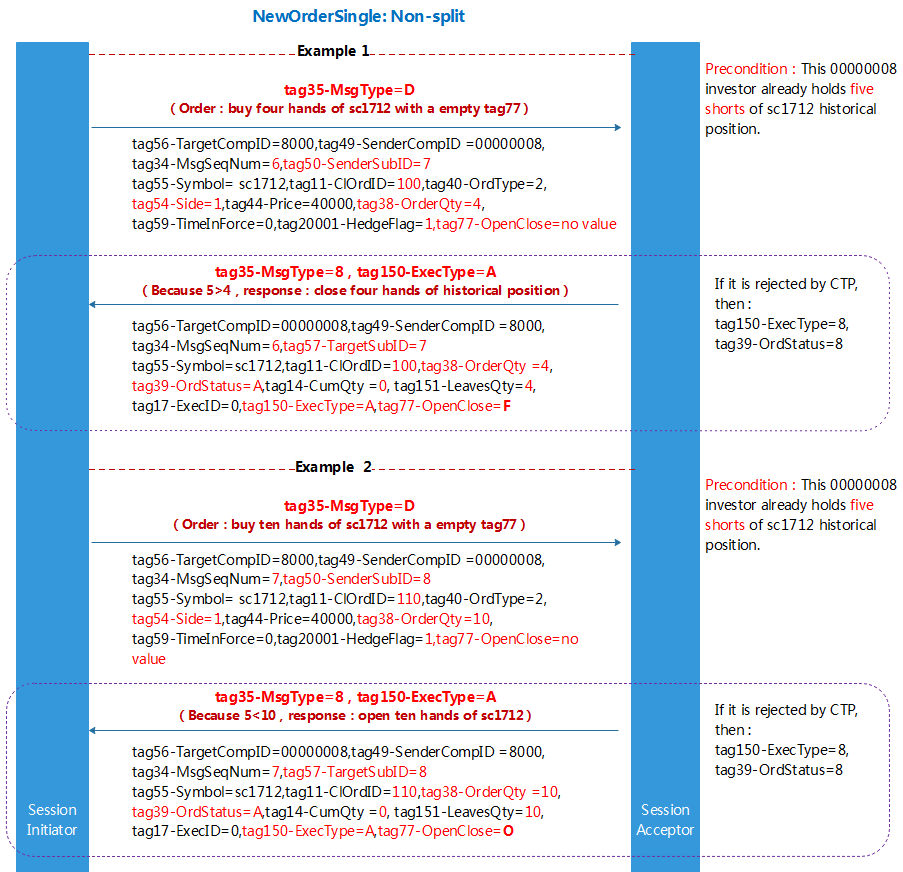 NewOrderSingle: Non-split
Example 1
tag35-MsgType=D
( Order : buy four hands of sc1712 with a empty tag77 )
tag56-TargetCompID=8000,tag49-SenderCompID =00000008,
tag34-MsgSeqNum=6,tag50-SenderSubID=7
tag55-Symbol= sc1712,tag11-ClOrdID=100,tag40-OrdType=2,
tag54-Side=1,tag44-Price=40000,tag38-OrderQty=4,
tag59-TimeInForce=0,tag20001-HedgeFlag=1,tag77-OpenClose=no value
Precondition : This 00000008
investor already holds five
shorts of sc1712 historical
position.
tag35-MsgType=8 , tag150-ExecType=A
( Because 5>4 , response : close four hands of historical position )
tag56-TargetCompID=00000008,tag49-SenderCompID =8000,
tag34-MsgSeqNum=6,tag57-TargetSubID=7
tag55-Symbol=sc1712,tag11-ClOrdID=100,tag38-OrderQty =4,
tag39-OrdStatus=A,tag14-CumQty =0, tag151-LeavesQty=4,
tag17-ExecID=0,tag150-ExecType=A,tag77-OpenClose=F
If it is rejected by CTP,
then :
tag150-ExecType=8,
tag39-OrdStatus=8
Example 2
tag35-MsgType=D
( Order : buy ten hands of sc1712 with a empty tag77 )
tag56-TargetCompID=8000,tag49-SenderCompID =00000008,
tag34-MsgSeqNum=7,tag50-SenderSubID=8
tag55-Symbol= sc1712,tag11-ClOrdID=110,tag40-OrdType=2,
tag54-Side=1,tag44-Price=40000,tag38-OrderQty=10,
tag59-TimeInForce=0,tag20001-HedgeFlag=1,tag77-OpenClose=no
value
Precondition : This 00000008
investor already holds five
shorts of sc1712 historical
position.
tag35-MsgType=8 , tag150-ExecType=A
( Because 5<10 , response : open ten hands of sc1712 )
tag56-TargetCompID=00000008,tag49-SenderCompID =8000,
tag34-MsgSeqNum=7,tag57-TargetSubID=8
tag55-Symbol=sc1712,tag11-ClOrdID=110,tag38-OrderQty =10,
tag39-OrdStatus=A,tag14-CumQty =0, tag151-LeavesQty=10,
tag17-ExecID=0,tag150-ExecType=A,tag77-OpenClose=O
If it is rejected by CTP,
then :
tag150-ExecType=8,
tag39-OrdStatus=8
Session
Initiator
Session
Acceptor